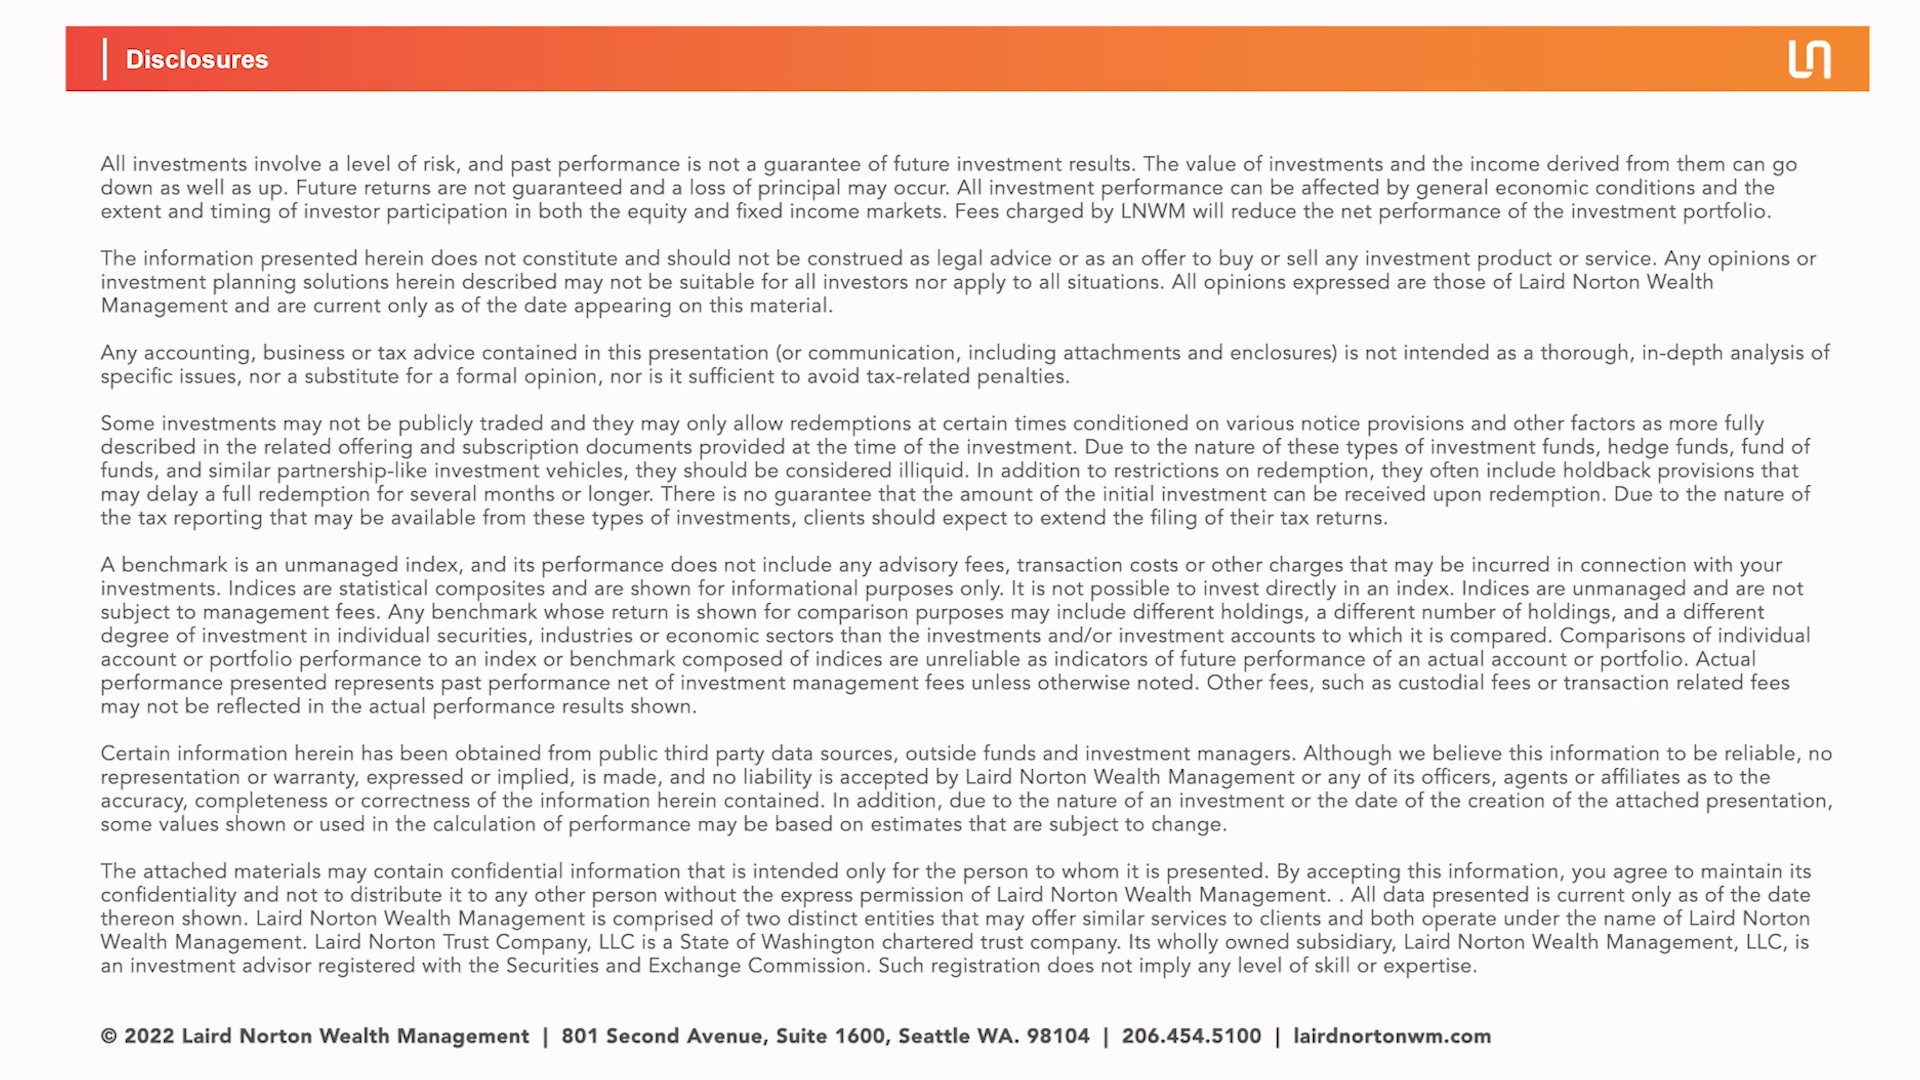 Disclosures
All investments involve a level of risk, and past performance is not a guarantee of future investment results. The value of investments and the income derived from them can go
down as well as up. Future returns are not guaranteed and a loss of principal may occur. All investment performance can be affected by general economic conditions and the
extent and timing of investor participation in both the equity and fixed income markets. Fees charged by LNWM will reduce the net performance of the investment portfolio.
The information presented herein does not constitute and should not be construed as legal advice or as an offer to buy or sell any investment product or service. Any opinions or
investment planning solutions herein described may not be suitable for all investors nor apply to all situations. All opinions expressed are those of Laird Norton Wealth
Management and are current only as of the date appearing on this material.
Any accounting, business or tax advice contained in this presentation (or communication, including attachments and enclosures) is not intended as a thorough, in-depth analysis of
specific issues, nor a substitute for a formal opinion, nor is it sufficient to avoid tax-related penalties.
Some investments may not be publicly traded and they may only allow redemptions at certain times conditioned on various notice provisions and other factors as more fully
described in the related offering and subscription documents provided at the time of the investment. Due to the nature of these types of investment funds, hedge funds, fund of
funds, and similar partnership-like investment vehicles, they should be considered illiquid. In addition to restrictions on redemption, they often include holdback provisions that
may delay a full redemption for several months or longer. There is no guarantee that the amount of the initial investment can be received upon redemption. Due to the nature of
the tax reporting that may be available from these types of investments, clients should expect to extend the filing of their tax returns.
A benchmark is an unmanaged index, and its performance does not include any advisory fees, transaction costs or other charges that may be incurred in connection with your
investments. Indices are statistical composites and are shown for informational purposes only. It is not possible to invest directly in an index. Indices are unmanaged and are not
subject to management fees. Any benchmark whose return is shown for comparison purposes may include different holdings, a different number of holdings, and a different
degree of investment in individual securities, industries or economic sectors than the investments and/or investment accounts to which it is compared. Comparisons of individual
account or portfolio performance to an index or benchmark composed of indices are unreliable as indicators of future performance of an actual account or portfolio. Actual
performance presented represents past performance net of investment management fees unless otherwise noted. Other fees, such as custodial fees or transaction related fees
may not be reflected in the actual performance results shown.
Certain information herein has been obtained from public third party data sources, outside funds and investment managers. Although we believe this information to be reliable, no
representation or warranty, expressed or implied, is made, and no liability is accepted by Laird Norton Wealth Management or any of its officers, agents or affiliates as to the
accuracy, completeness or correctness of the information herein contained. In addition, due to the nature of an investment or the date of the creation of the attached presentation,
some values shown or used in the calculation of performance may be based on estimates that are subject to change.
The attached materials may contain confidential information that is intended only for the person to whom it is presented. By accepting this information, you agree to maintain its
confidentiality and not to distribute it to any other person without the express permission of Laird Norton Wealth Management. . All data presented is current only as of the date
thereon shown. Laird Norton Wealth Management is comprised of two distinct entities that may offer similar services to clients and both operate under the name of Laird Norton
Wealth Management. Laird Norton Trust Company, LLC is a State of Washington chartered trust company. Its wholly owned subsidiary, Laird Norton Wealth Management, LLC, is
an investment advisor registered with the Securities and Exchange Commission. Such registration does not imply any level of skill or expertise.
© 2022 Laird Norton Wealth Management | 801 Second Avenue, Suite 1600, Seattle WA. 98104 | 206.454.5100 | lairdnortonwm.com